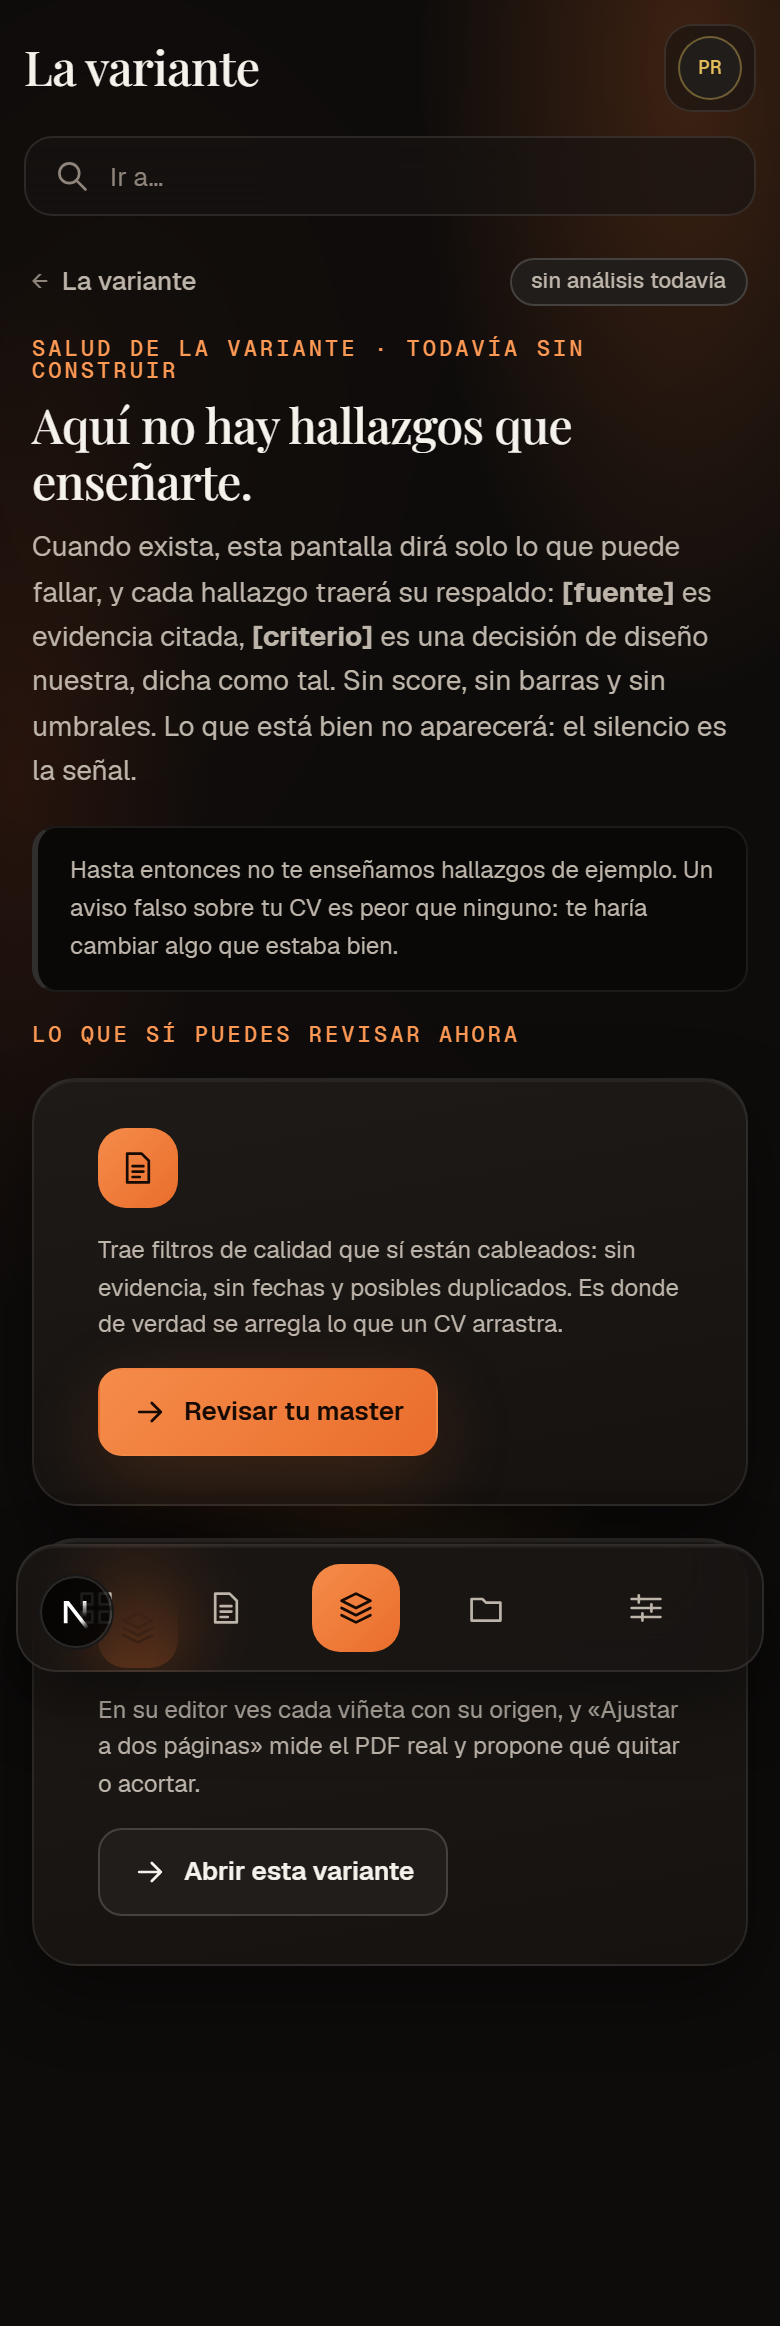 La variante
PR
Ir a...
← La variante
sin análisis todavía
SALUD DE LA VARIANTE · TODAVÍA SIN
CONSTRUIR
Aquí no hay hallazgos que
enseñarte.
Cuando exista, esta pantalla dirá solo lo que puede
fallar, y cada hallazgo traerá su respaldo: [fuente] es
evidencia citada, [criterio] es una decisión de diseño
nuestra, dicha como tal. Sin score, sin barras y sin
umbrales. Lo que está bien no aparecerá: el silencio es
la señal.
Hasta entonces no te enseñamos hallazgos de ejemplo. Un
aviso falso sobre tu CV es peor que ninguno: te haría
cambiar algo que estaba bien.
LO QUE SÍ PUEDES REVISAR AHORA
Trae filtros de calidad que sí están cableados: sin
evidencia, sin fechas y posibles duplicados. Es donde
de verdad se arregla lo que un CV arrastra.
→ Revisar tu master
N
En su editor ves cada viñeta con su origen, y «Ajustar
a dos páginas» mide el PDF real y propone qué quitar
o acortar.
→ Abrir esta variante